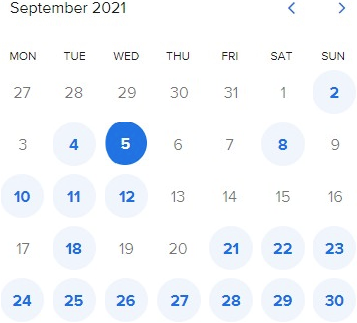 September 2021
MON TUE WED THU FRI SAT SUN
27 28 29 30 31 1 2
3 4 5 6 7 8 9
10 11 12 13 14 15 16
17 18 19 20 21 22 23
24 25 26 27 28 29 30